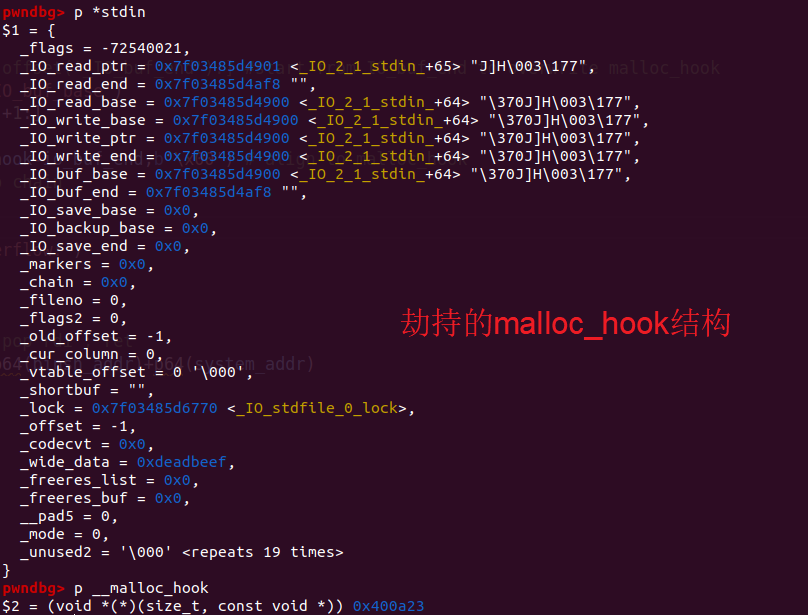 pwndbg> p *stdin
$1 = {
_flags = -72540021,
_IO_read_ptr = 0x7f03485d4901 <_IO_2_1_stdin_+65> "J]H\003\177",
_IO_read_end = 0x7f03485d4af8 "",
_IO_read_base = 0x7f03485d4900 <_IO_2_1_stdin_+64> "\370J]H\003\177",
_IO_write_base = 0x7f03485d4900 <_IO_2_1_stdin_+64> "\370J]H\003\177",
_IO_write_ptr = 0x7f03485d4900 <_IO_2_1_stdin_+64> "\370J]H\003\177",
_IO_write_end = 0x7f03485d4900 <_IO_2_1_stdin_+64> "\370J]H\003\177",
_IO_buf_base = 0x7f03485d4900 <_IO_2_1_stdin_+64> "\370J]H\003\177",
_IO_buf_end = 0x7f03485d4af8 "",
_IO_save_base = 0x0,
_IO_backup_base = 0x0,
_IO_save_end = 0x0,
_markers = 0x0,
_chain = 0x0,
_fileno = 0,
_flags2 = 0,
劫持的malloc_hook结构
_old_offset = -1,
_cur_column = 0,
_vtable_offset = 0 '\000',
_shortbuf = "",
_lock = 0x7f03485d6770 <_IO_stdfile_0_lock>,
_offset = -1,
_codecvt = 0x0,
_wide_data = 0xdeadbeef,
_freeres_list = 0x0,
_freeres_buf = 0x0,
__pad5 = 0,
_mode = 0,
_unused2 = '\000' <repeats 19 times>
}
pwndbg> p __malloc_hook
$2 = (void *(*)(size_t, const void *)) 0x400a23